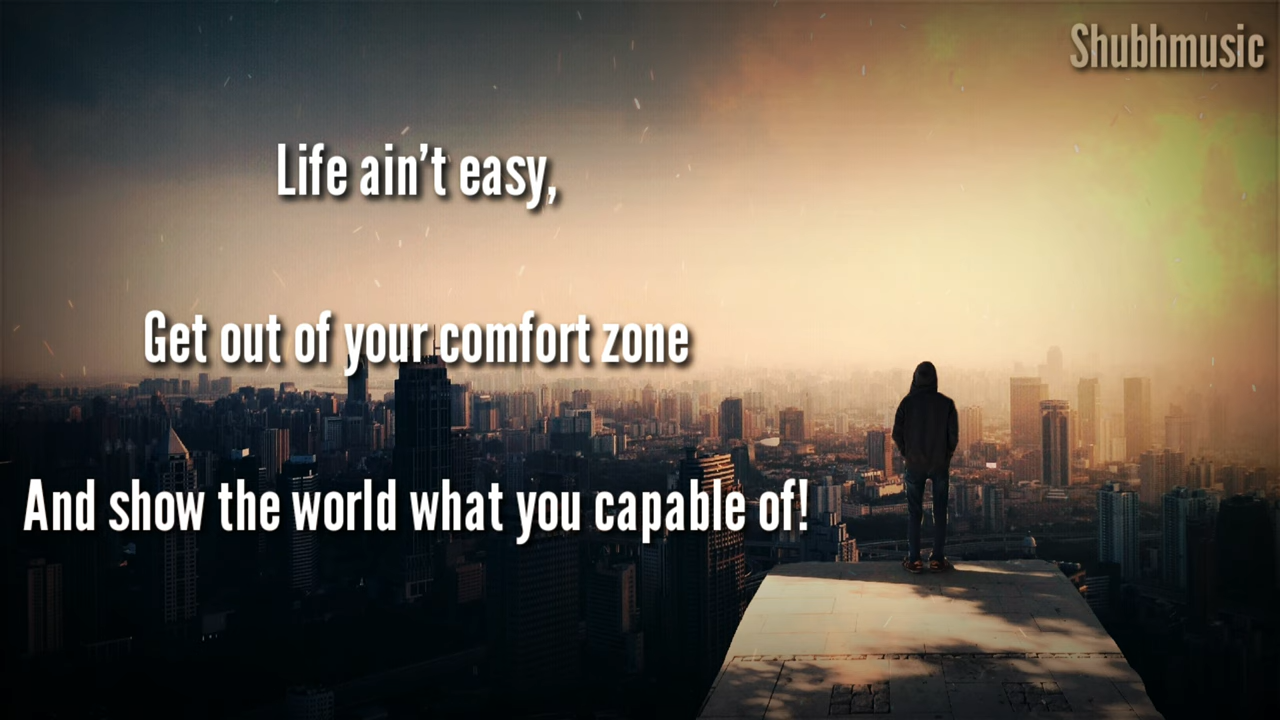 Shubhmusic
Life ain't easy,
Get out of your comfort zone
And show the world what you capable of!